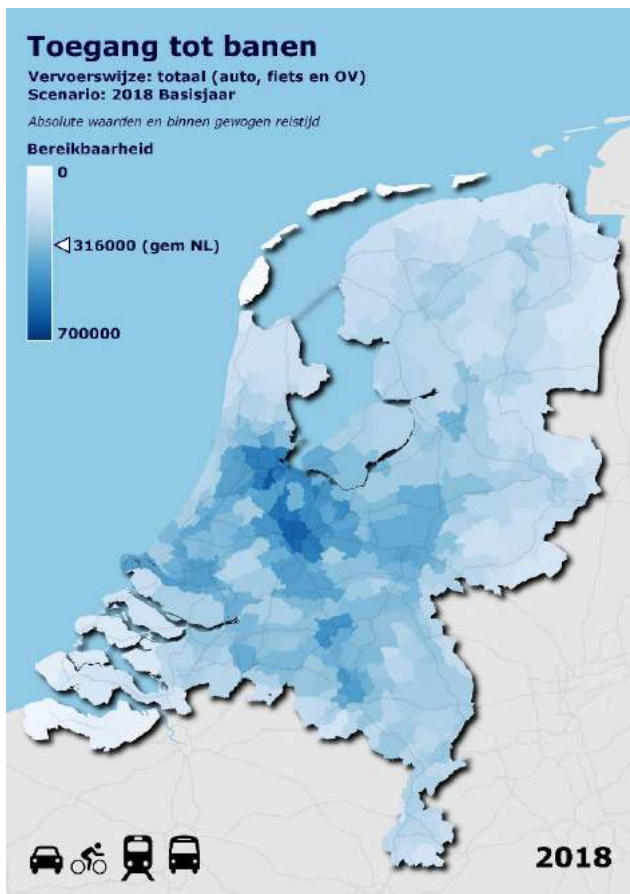 Toegang tot banen
Vervoerswijze: totaal (auto, fiets en OV)
Scenario: 2018 Basisjaar
Absolute waarden en binnen gewogen reistijd
Bereikbaarheid
0
316000 (gem NL)
700000
2018